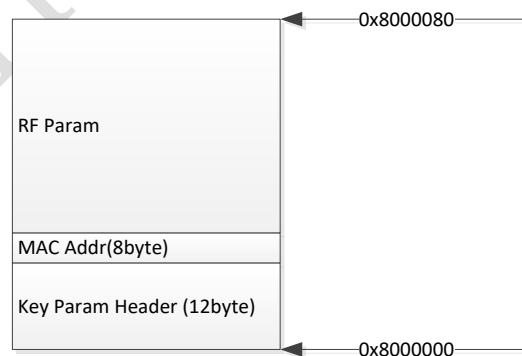 0x8000080
RF Param
MAC Addr(8byte)
Key Param Header (12byte)
0x8000000